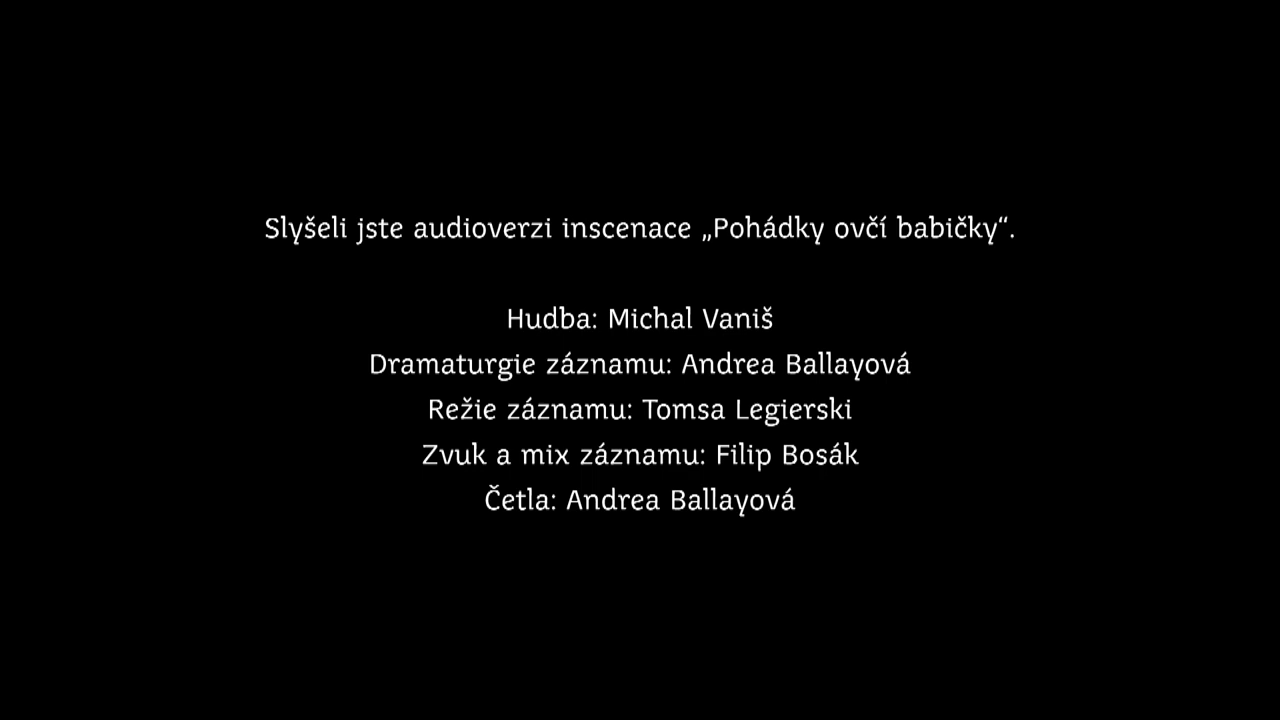 Slyšeli jste audioverzi inscenace „Pohádky ovčí babičky“.
Hudba: Michal Vaniš
Dramaturgie záznamu: Andrea Ballayová
Režie záznamu: Tomsa Legierski
Zvuk a mix záznamu: Filip Bosák
Četla: Andrea Ballayová